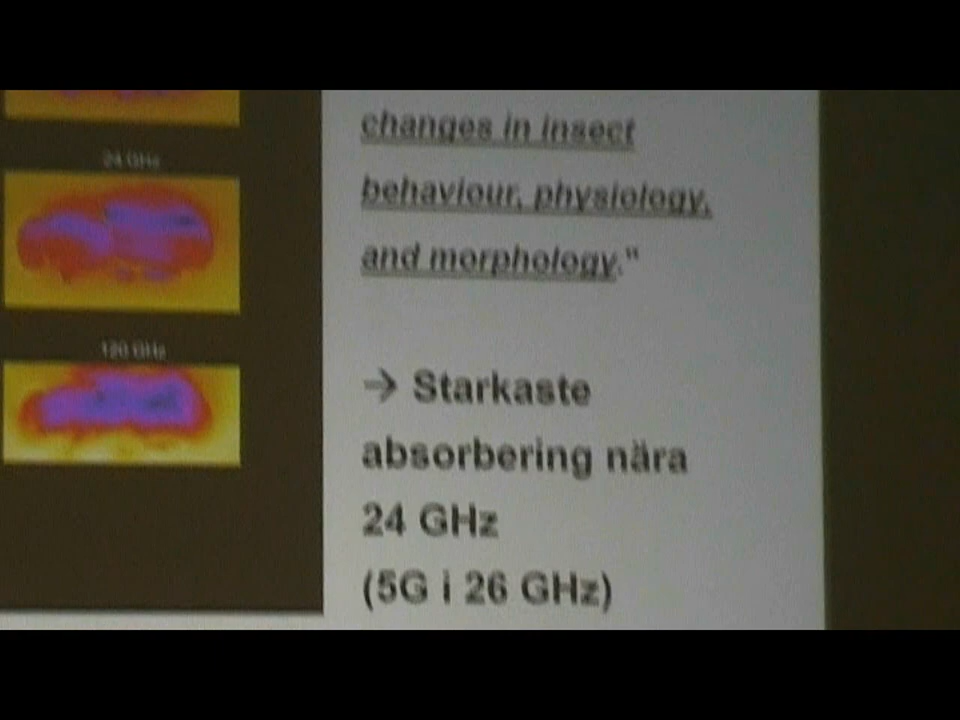 24 GHz
120 GHz
changes in insect
behaviour, physiology,
and morphology."
→ Starkaste
absorbering nära
24 GHz
(5G i 26 GHz)